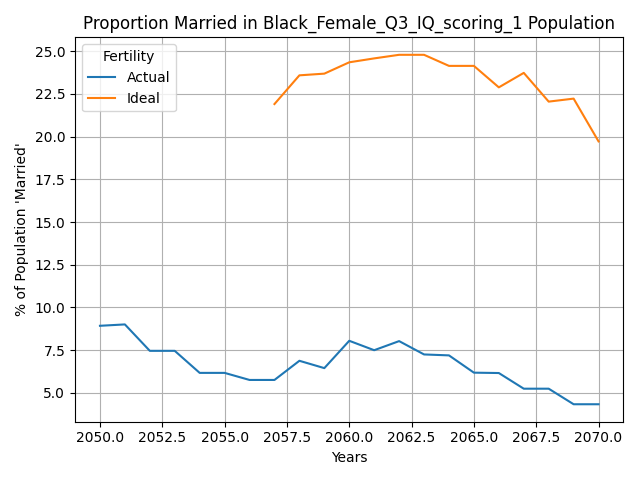 Proportion Married in Black_Female_Q3_IQ_scoring_1 Population
% of Population 'Married'
25.0
22.5
20.0
17.5
15.0
12.5
10.0
7.5
5.0
Fertility
Actual
Ideal
2050.0 2052.5 2055.0 2057.5 2060.0 2062.5 2065.0 2067.5 2070.0
Years